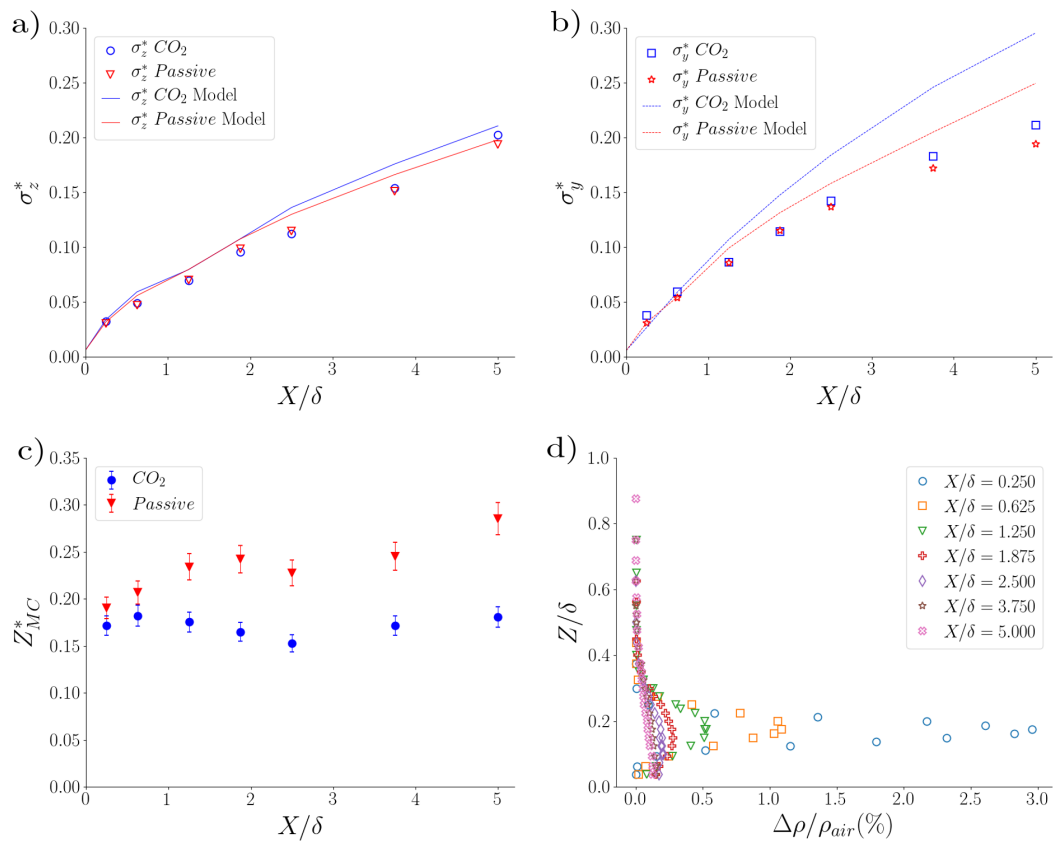 a)
0.30
0.25
0.20
0.15
0.10
0.05
0.00
σ*z
σ*z CO2
σ*z Passive
σ*z CO2 Model
σ*z Passive Model
0 1 2 3 4 5
X/δ
b)
0.30
0.25
0.20
0.15
0.10
0.05
0.00
σ*y
σ*y CO2
σ*y Passive
σ*y CO2 Model
σ*y Passive Model
0 1 2 3 4 5
X/δ
c)
0.35
0.30
0.25
0.20
0.15
0.10
0.05
0.00
Z*MC
CO2
Passive
0 1 2 3 4 5
X/δ
d)
1.0
0.8
0.6
0.4
0.2
0.0
Z/δ
X/δ = 0.250
X/δ = 0.625
X/δ = 1.250
X/δ = 1.875
X/δ = 2.500
X/δ = 3.750
X/δ = 5.000
0.0 0.5 1.0 1.5 2.0 2.5 3.0
Δρ/ρair(%)